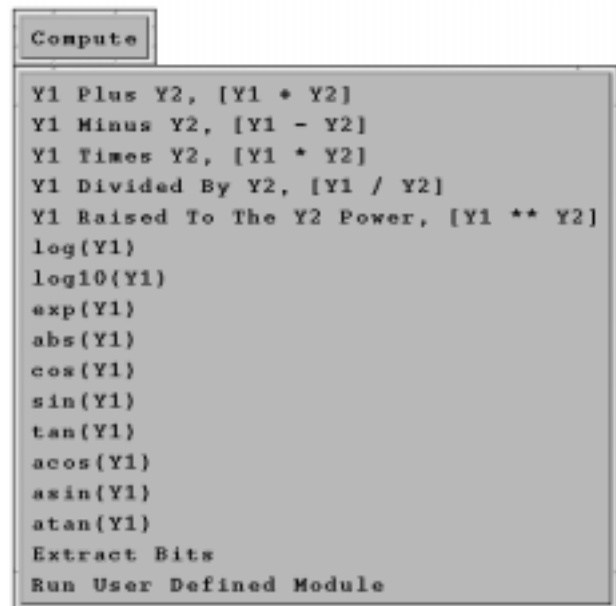 Compute
Y1 Plus Y2, [Y1 + Y2]
Y1 Minus Y2, [Y1 - Y2]
Y1 Times Y2, [Y1 * Y2]
Y1 Divided By Y2, [Y1 / Y2]
Y1 Raised To The Y2 Power, [Y1 ** Y2]
log(Y1)
log10(Y1)
exp(Y1)
abs(Y1)
cos(Y1)
sin(Y1)
tan(Y1)
acos(Y1)
asin(Y1)
atan(Y1)
Extract Bits
Run User Defined Module